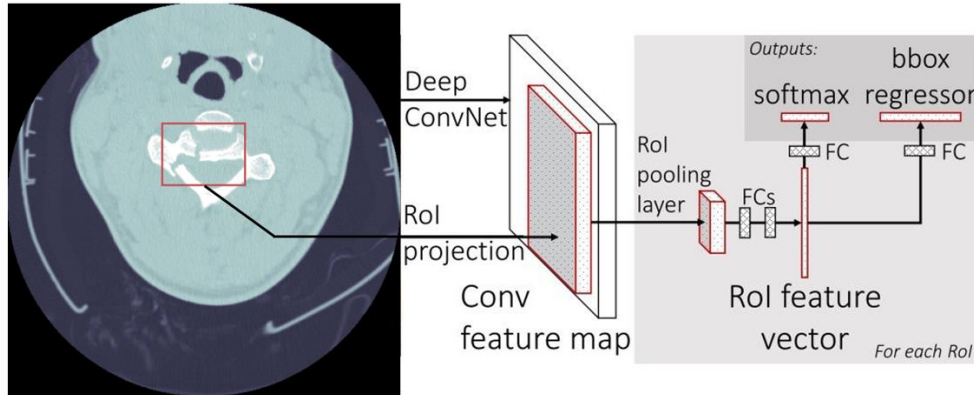 Deep
ConvNet
RoI
projection
Conv
feature map
RoI
pooling
layer
FCs
RoI feature
vector
For each RoI
Outputs:
softmax
bbox
regressor
FC
FC